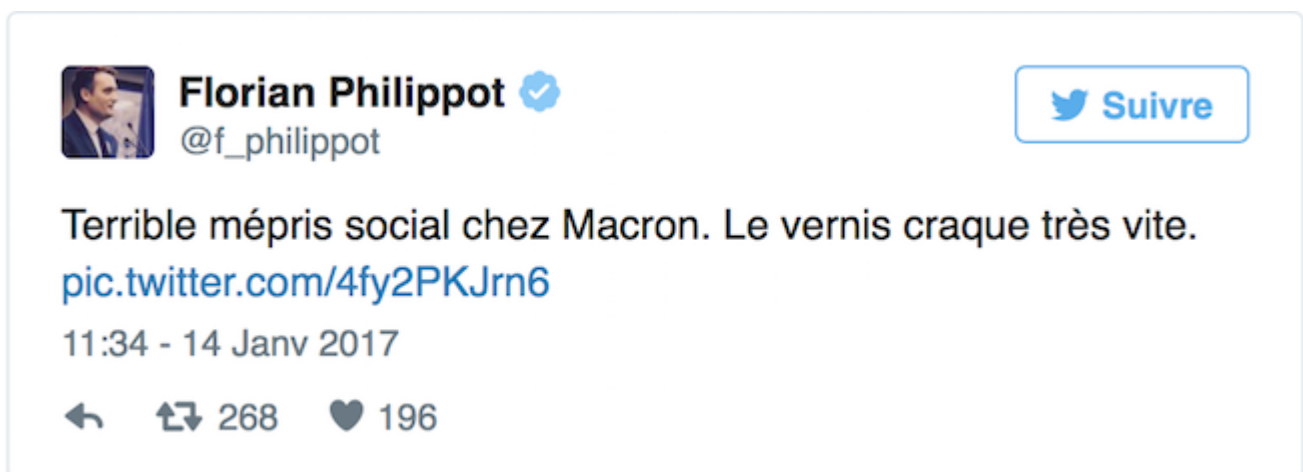 Florian Philippot
@f_philippot
Suivre
Terrible mépris social chez Macron. Le vernis craque très vite.
pic.twitter.com/4fy2PKJrn6
11:34 - 14 Janv 2017
268 196